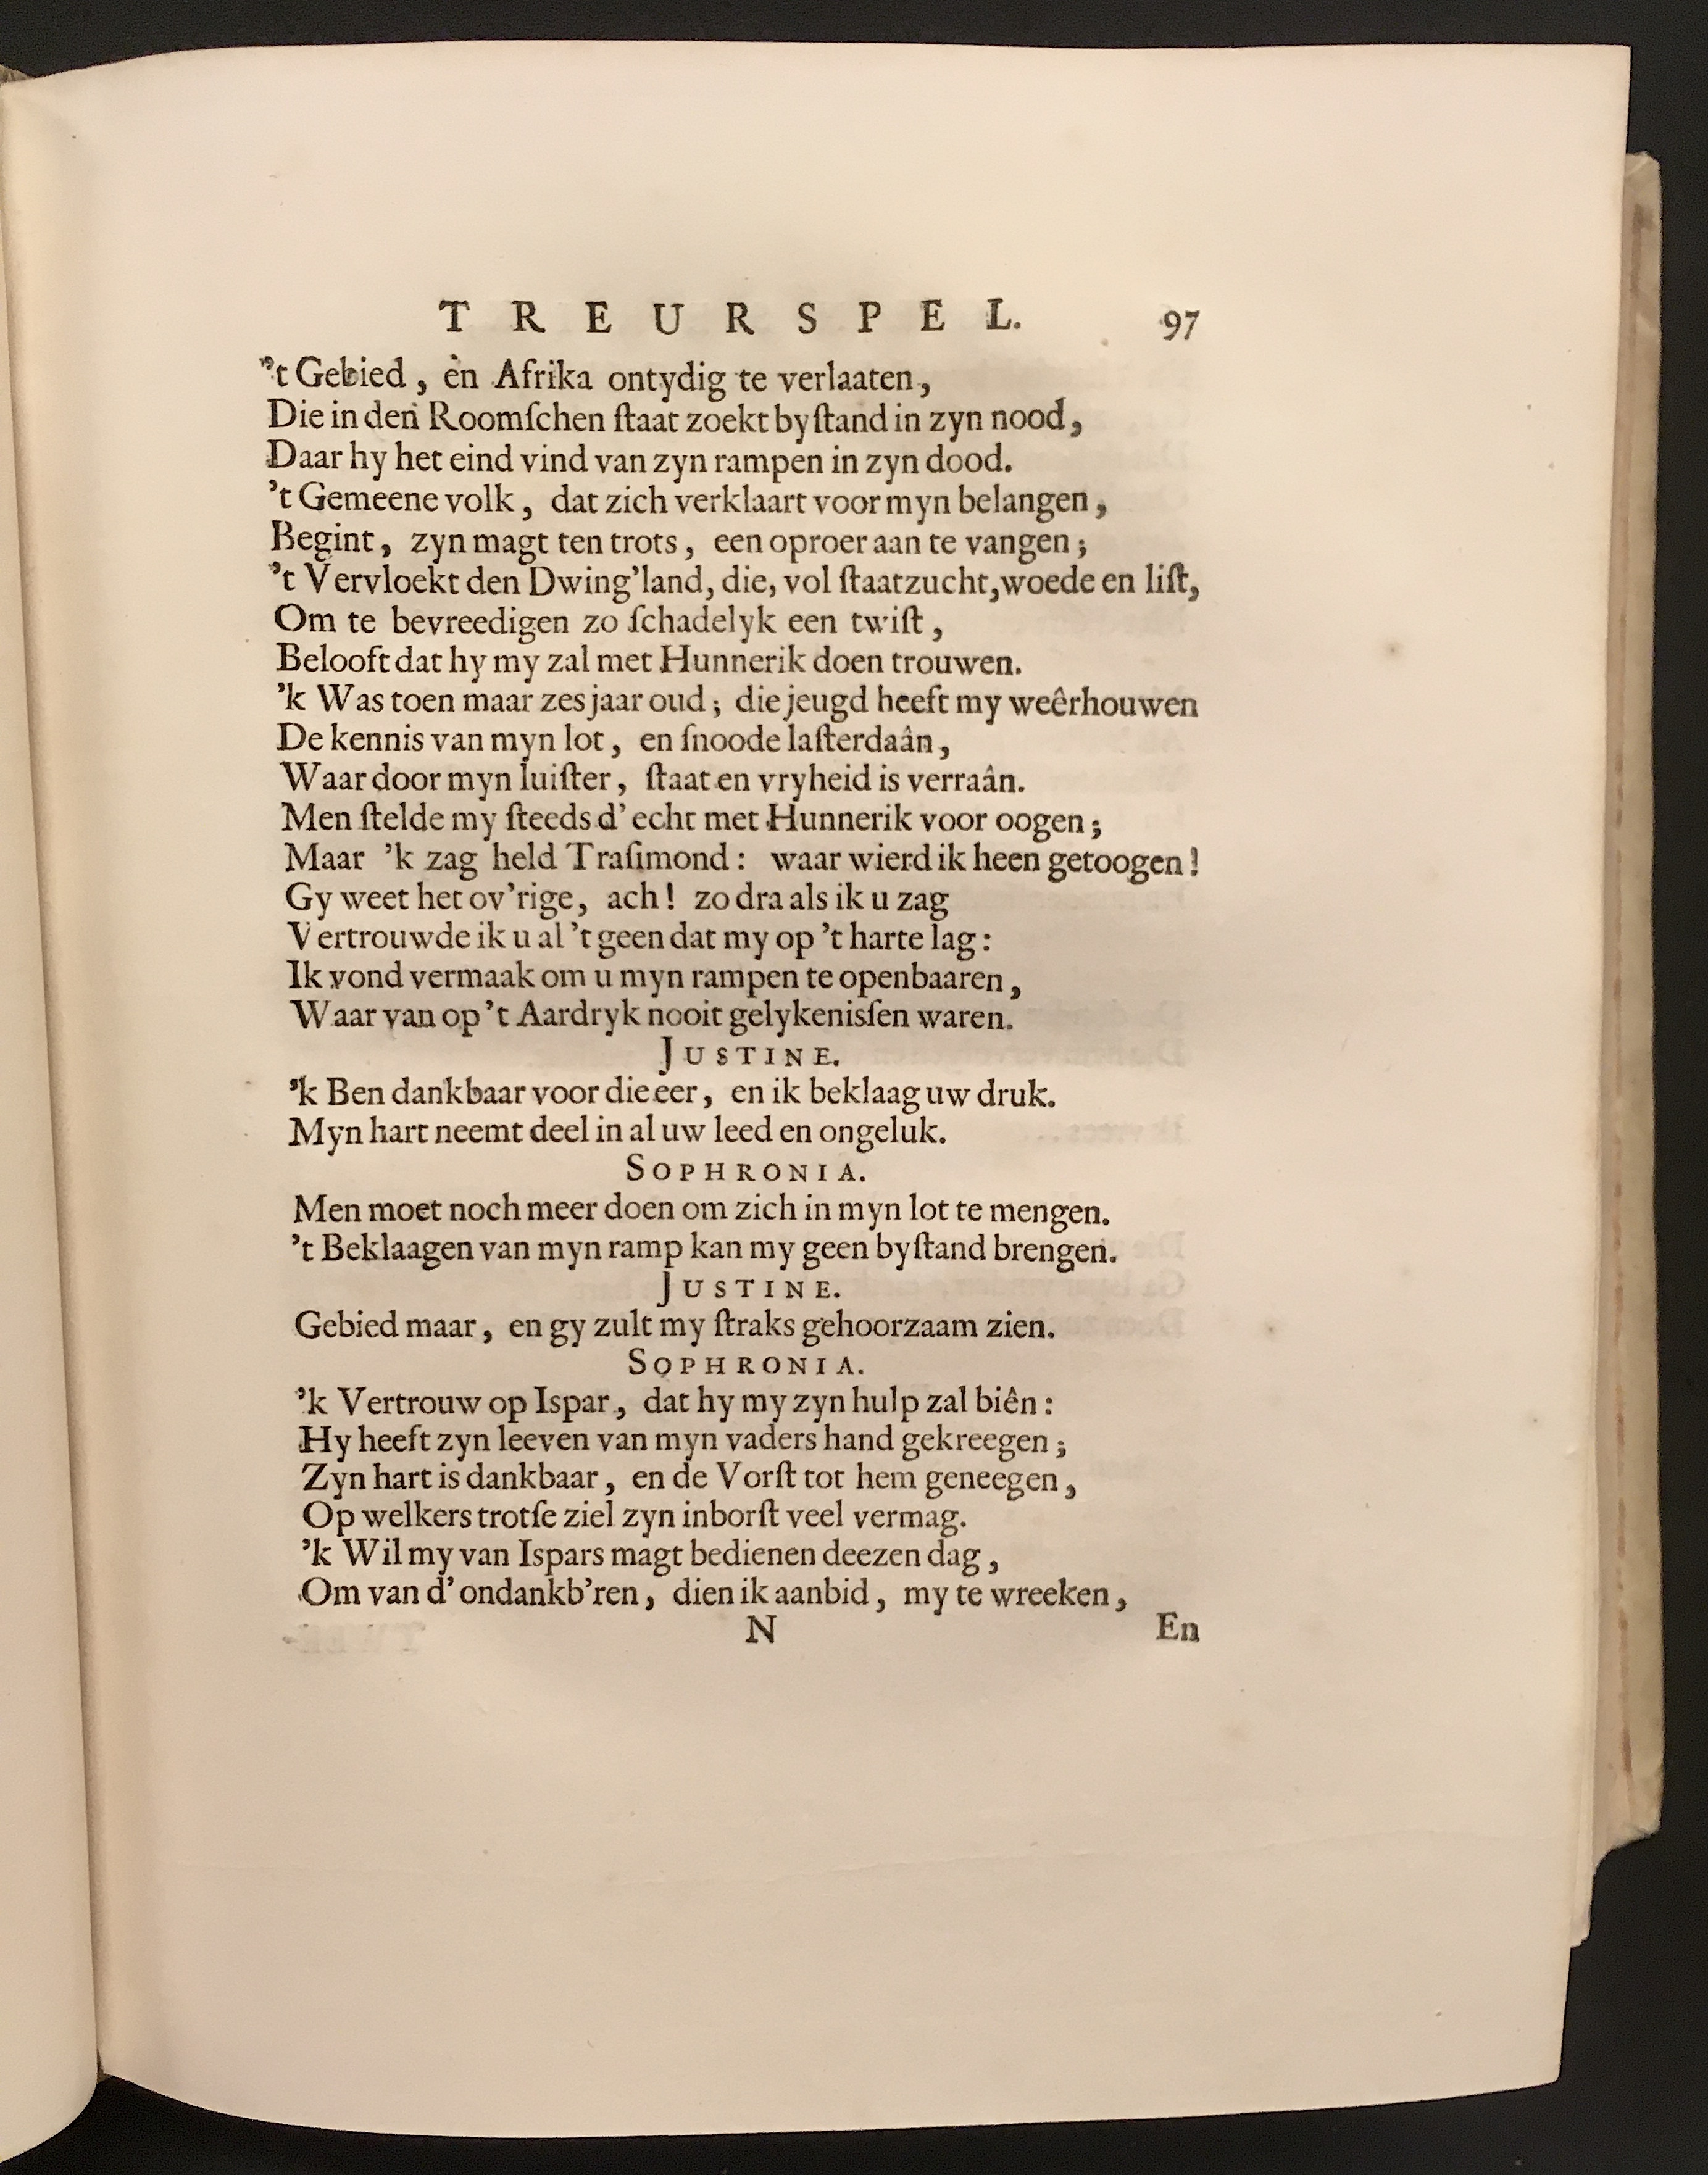 TREURSPEL. 97
't Gebied, èn Afrika ontydig te verlaaten,
Die in den Roomſchen ſtaat zoekt byſtand in zyn nood,
Daar hy het eind vind van zyn rampen in zyn dood.
't Gemeene volk, dat zich verklaart voor myn belangen,
Begint, zyn magt ten trots, een oproer aan te vangen;
't Vervloekt den Dwing'land, die, vol ſtaatzucht, woede en liſt,
Om te bevreedigen zo ſchadelyk een twiſt,
Belooft dat hy my zal met Hunnerik doen trouwen.
'k Was toen maar zes jaar oud; die jeugd heeft my weêrhouwen
De kennis van myn lot, en ſnoode laſterdaân,
Waar door myn luiſter, ſtaat en vryheid is verraân.
Men ſtelde my ſteeds d' echt met Hunnerik voor oogen;
Maar 'k zag held Traſimond: waar wierd ik heen getoogen!
Gy weet het ov'rige, ach! zo dra als ik u zag
Vertrouwde ik u al 't geen dat my op 't harte lag:
Ik vond vermaak om u myn rampen te openbaaren,
Waar van op 't Aardryk nooit gelykenisſen waren.
JUSTINE.
'k Ben dankbaar voor die eer, en ik beklaag uw druk.
Myn hart neemt deel in al uw leed en ongeluk.
SOPHRONIA.
Men moet noch meer doen om zich in myn lot te mengen.
't Beklaagen van myn ramp kan my geen byſtand brengen.
JUSTINE.
Gebied maar, en gy zult my ſtraks gehoorzaam zien.
SOPHRONIA.
'k Vertrouw op Ispar, dat hy my zyn hulp zal biên:
Hy heeft zyn leeven van myn vaders hand gekreegen;
Zyn hart is dankbaar, en de Vorſt tot hem geneegen,
Op welkers trotſe ziel zyn inborſt veel vermag.
'k Wil my van Ispars magt bedienen deezen dag,
Om van d' ondankb'ren, dien ik aanbid, my te wreeken,
N En